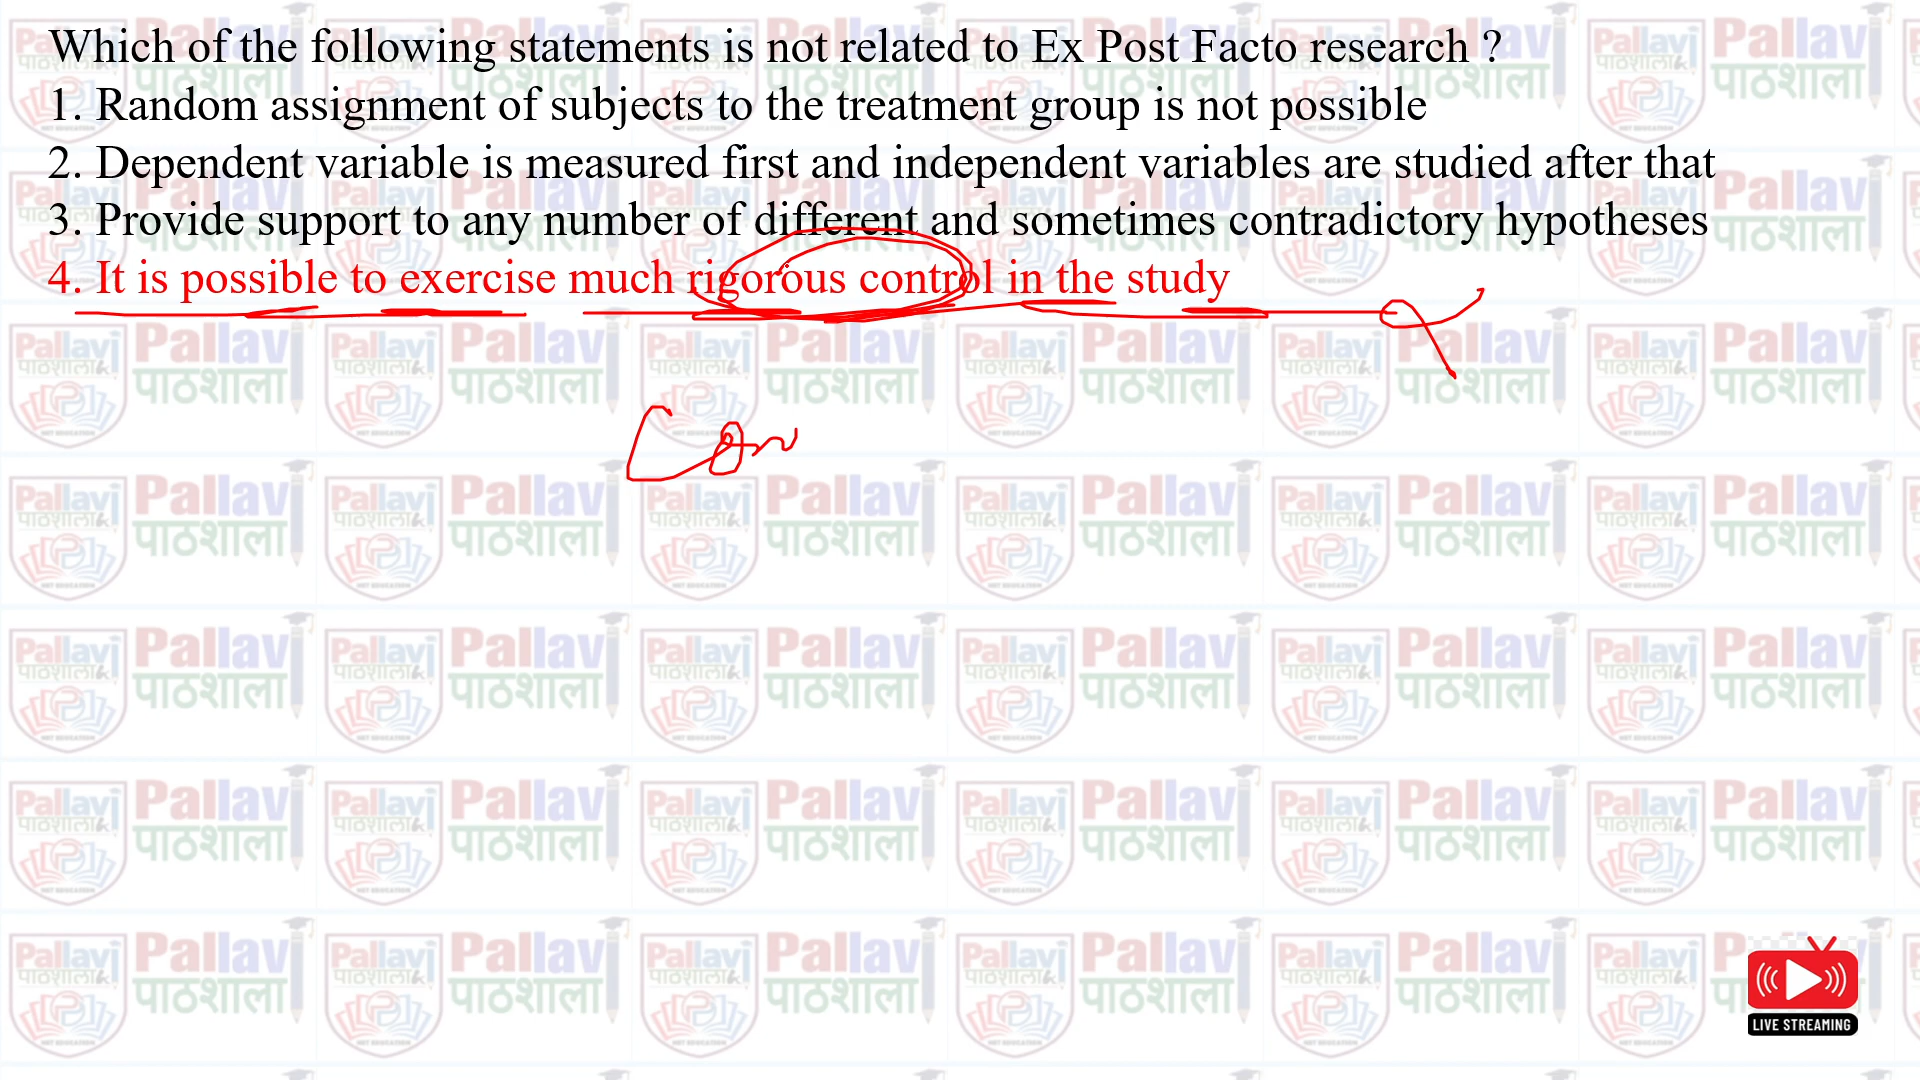 Which of the following statements is not related to Ex Post Facto research ?
1. Random assignment of subjects to the treatment group is not possible
2. Dependent variable is measured first and independent variables are studied after that
3. Provide support to any number of different and sometimes contradictory hypotheses
4. It is possible to exercise much rigorous control in the study
Con
Pallavi
पाठशाला
LIVE STREAMING